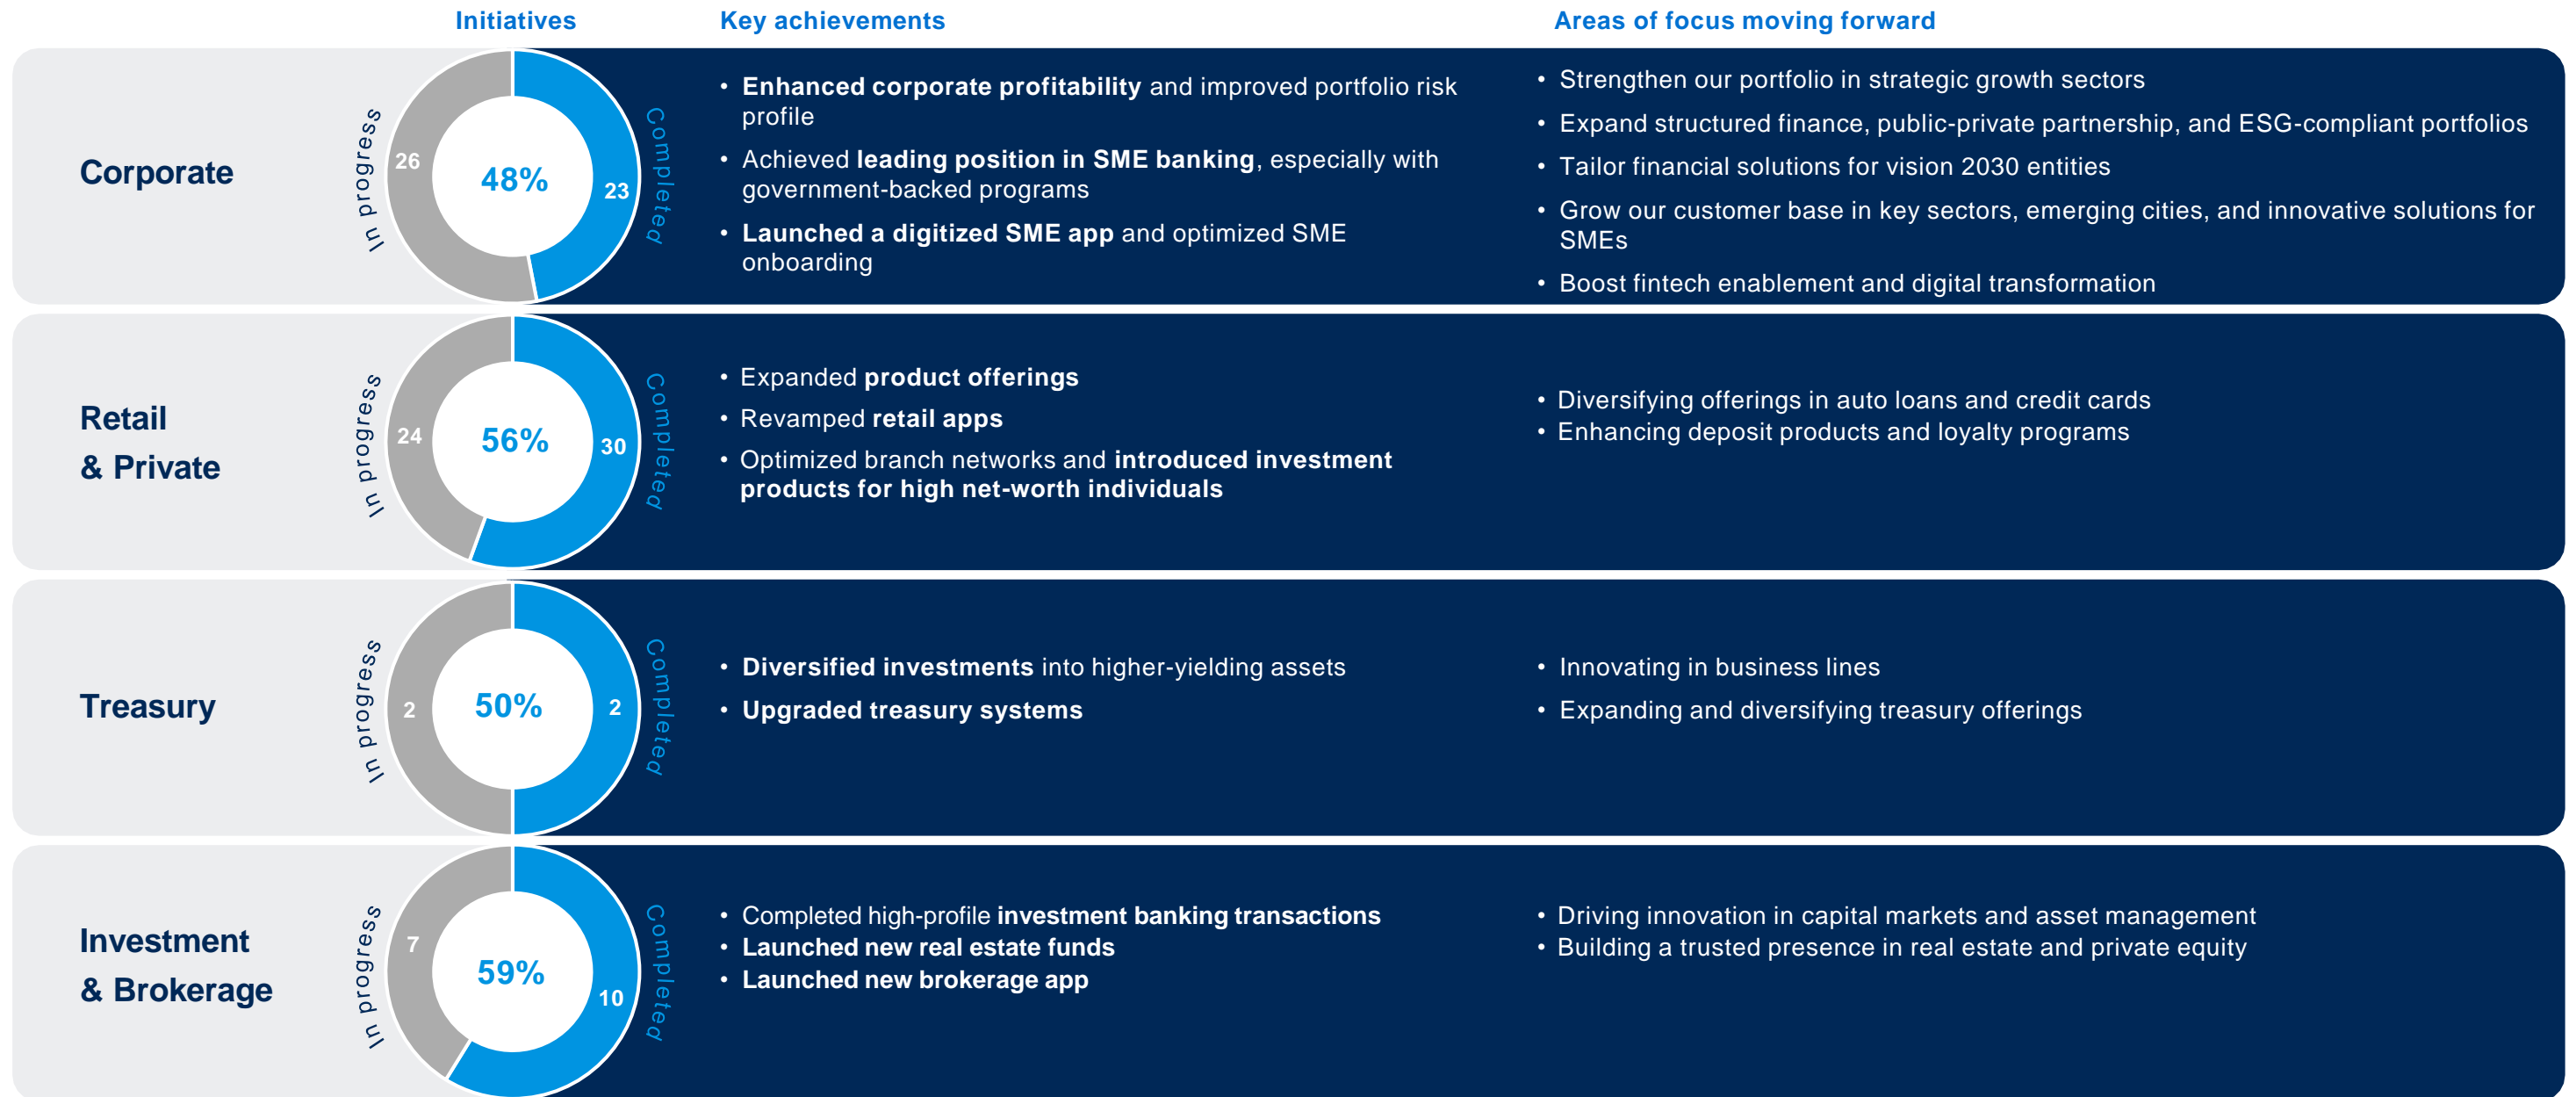 Initiatives
Key achievements
Areas of focus moving forward
Corporate
In progress
26
48%
23
Completed
• Enhanced corporate profitability and improved portfolio risk
profile
• Achieved leading position in SME banking, especially with
government-backed programs
• Launched a digitized SME app and optimized SME
onboarding
• Strengthen our portfolio in strategic growth sectors
• Expand structured finance, public-private partnership, and ESG-compliant portfolios
• Tailor financial solutions for vision 2030 entities
• Grow our customer base in key sectors, emerging cities, and innovative solutions for
SMEs
• Boost fintech enablement and digital transformation
Retail
& Private
In progress
24
56%
30
Completed
• Expanded product offerings
• Revamped retail apps
• Optimized branch networks and introduced investment
products for high net-worth individuals
• Diversifying offerings in auto loans and credit cards
• Enhancing deposit products and loyalty programs
Treasury
In progress
2
50%
2
Completed
• Diversified investments into higher-yielding assets
• Upgraded treasury systems
• Innovating in business lines
• Expanding and diversifying treasury offerings
Investment
& Brokerage
In progress
7
59%
10
Completed
• Completed high-profile investment banking transactions
• Launched new real estate funds
• Launched new brokerage app
• Driving innovation in capital markets and asset management
• Building a trusted presence in real estate and private equity